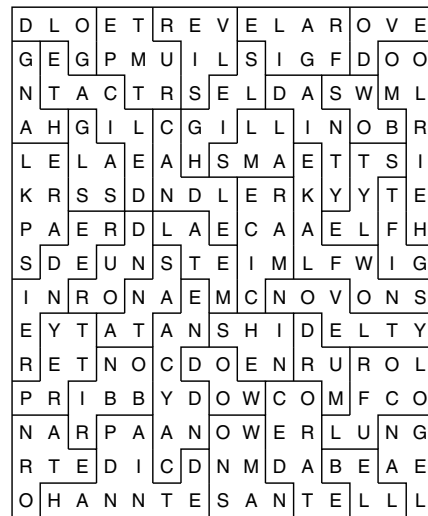 D L O E T R E V E L A R O V E
G E G P M U I L S I G F D O O
N T A C T R S E L D A S W M L
A H G I L C G I L L I N O B R
L E L A E A H S M A E T T S I
K R S S D N D L E R K Y Y T E
P A E R D L A E C A A E L F H
S D E U N S T E I M L F W I G
I N R O N A E M C N O V O N S
E Y T A T A N S H I D E L T Y
R E T N O C D O E N R U R O L
P R I B B Y D O W C O M F C O
N A R P A A N O W E R L U N G
R T E D I C D N M D A B E A E
O H A N N T E S A N T E L L L